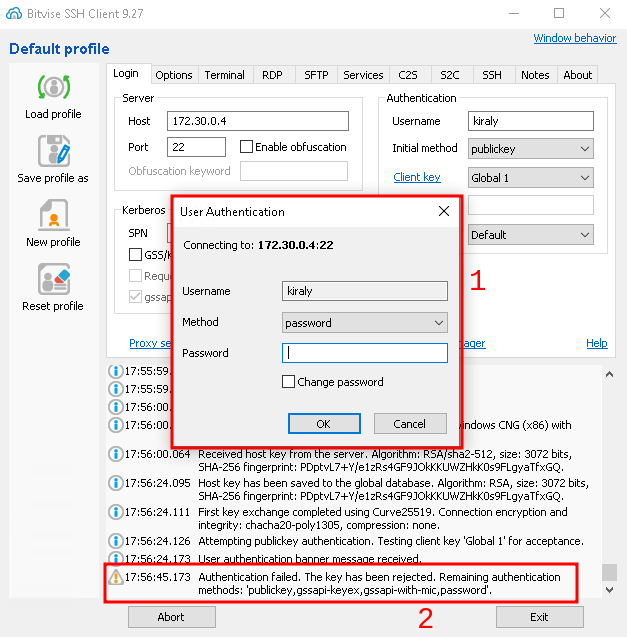 Bitvise SSH Client 9.27
Default profile
Window behavior
Load profile
Save profile as
New profile
Reset profile
Login Options Terminal RDP SFTP Services C2S S2C SSH Notes About
Server
Host 172.30.0.4
Port 22 Enable obfuscation
Obfuscation keyword
Kerberos
SPN
GSS/K
Requ
gssap
Proxy se
Authentication
Username kiraly
Initial method publickey
Client key Global 1
Default
ager
Help
User Authentication
Connecting to: 172.30.0.4:22
Username kiraly
Method password
Password
Change password
OK Cancel
1
17:55:59.
17:55:59.
17:56:00.
17:56:00.
indows CNG (x86) with
17:56:00.064 Received host key from the server. Algorithm: RSA/sha2-512, size: 3072 bits,
SHA-256 fingerprint: PDptvL7+Y/e1zRs4GF9JOkKKUWZHkK0s9FLgyaTfxGQ.
17:56:24.095 Host key has been saved to the global database. Algorithm: RSA, size: 3072 bits,
SHA-256 fingerprint: PDptvL7+Y/e1zRs4GF9JOkKKUWZHkK0s9FLgyaTfxGQ.
17:56:24.111 First key exchange completed using Curve25519. Connection encryption and
integrity: chacha20-poly1305, compression: none.
17:56:24.126 Attempting publickey authentication. Testing client key 'Global 1' for acceptance.
17:56:24.173 User authentication banner message received.
17:56:45.173 Authentication failed. The key has been rejected. Remaining authentication
methods: 'publickey,gssapi-keyex,gssapi-with-mic,password'.
2
Abort
Exit